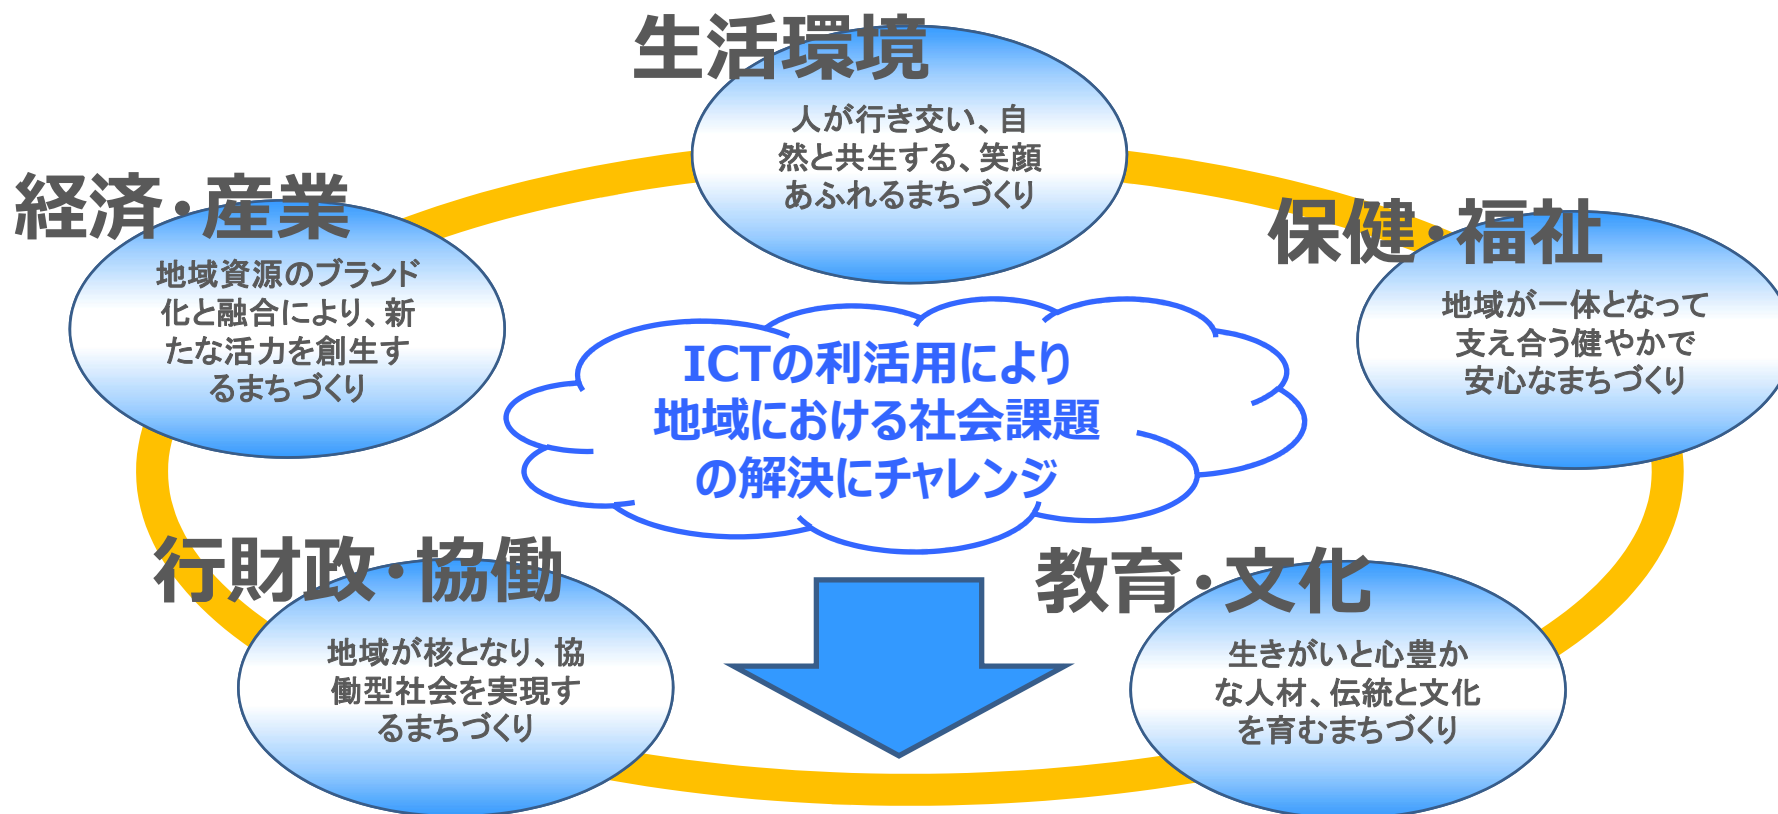 生活環境
人が行き交い、自
然と共生する、笑顔
あふれるまちづくり
経済・産業
地域資源のブランド
化と融合により、新
たな活力を創生す
るまちづくり
保健・福祉
地域が一体となって
支え合う健やかで
安心なまちづくり
ICTの利活用により
地域における社会課題
の解決にチャレンジ
行財政・協働
地域が核となり、協
働型社会を実現す
るまちづくり
教育・文化
生きがいと心豊か
な人材、伝統と文化
を育むまちづくり